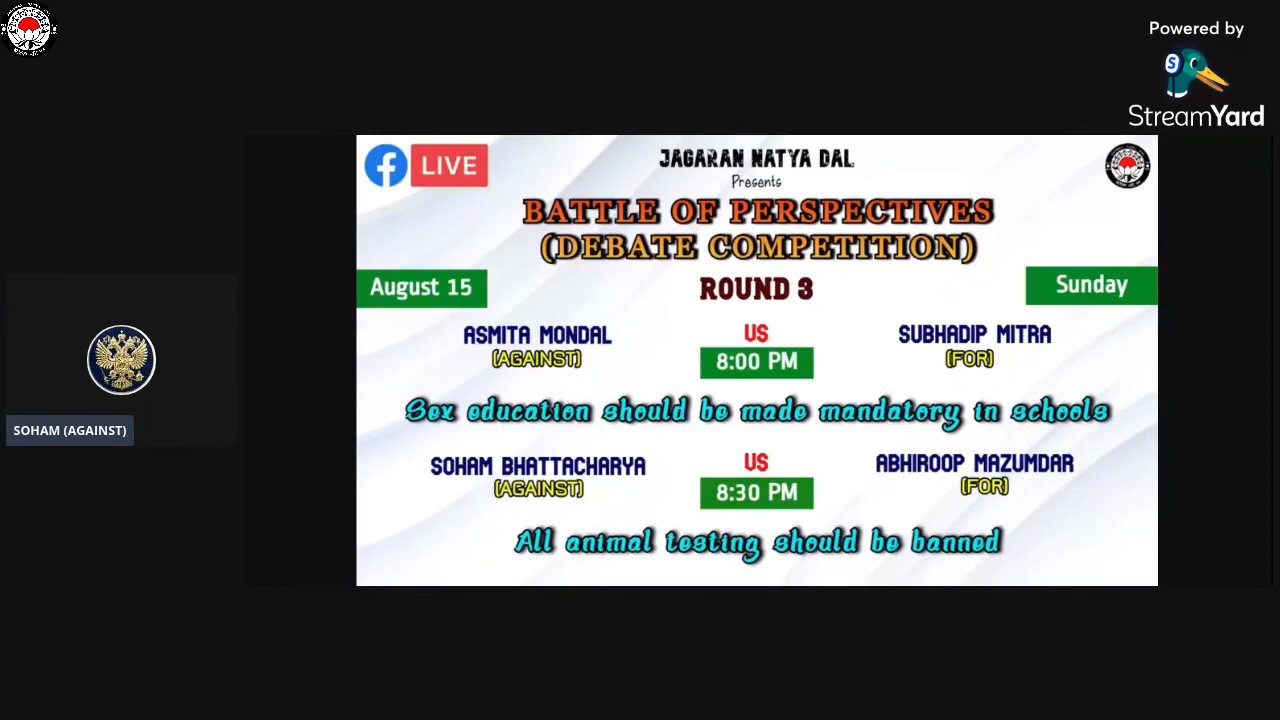 Powered by
S
StreamYard
f LIVE
JAGARAN NATYA DAL
Presents
BATTLE OF PERSPECTIVES
(DEBATE COMPETITION)
August 15
ROUND 3
Sunday
ASMITA MONDAL
(AGAINST)
VS
8:00 PM
SUBHADIP MITRA
(FOR)
Sex education should be made mandatory in schools
SOHAM BHATTACHARYA
(AGAINST)
VS
8:30 PM
ABHIROOP MAZUMDAR
(FOR)
All animal testing should be banned
SOHAM (AGAINST)